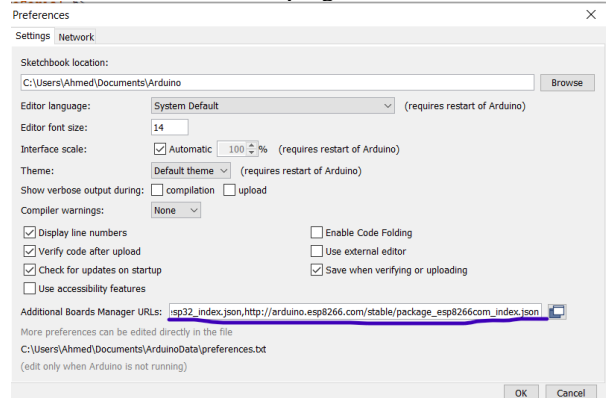 Preferences
Settings Network
Sketchbook location:
C:\Users\Ahmed\Documents\Arduino Browse
Editor language: System Default (requires restart of Arduino)
Editor font size: 14
Interface scale: Automatic 100 % (requires restart of Arduino)
Theme: Default theme (requires restart of Arduino)
Show verbose output during: compilation upload
Compiler warnings: None
Display line numbers Enable Code Folding
Verify code after upload Use external editor
Check for updates on startup Save when verifying or uploading
Use accessibility features
Additional Boards Manager URLs: sp32_index.json,http://arduino.esp8266.com/stable/package_esp8266com_index.json
More preferences can be edited directly in the file
C:\Users\Ahmed\Documents\ArduinoData\preferences.txt
(edit only when Arduino is not running)
OK Cancel